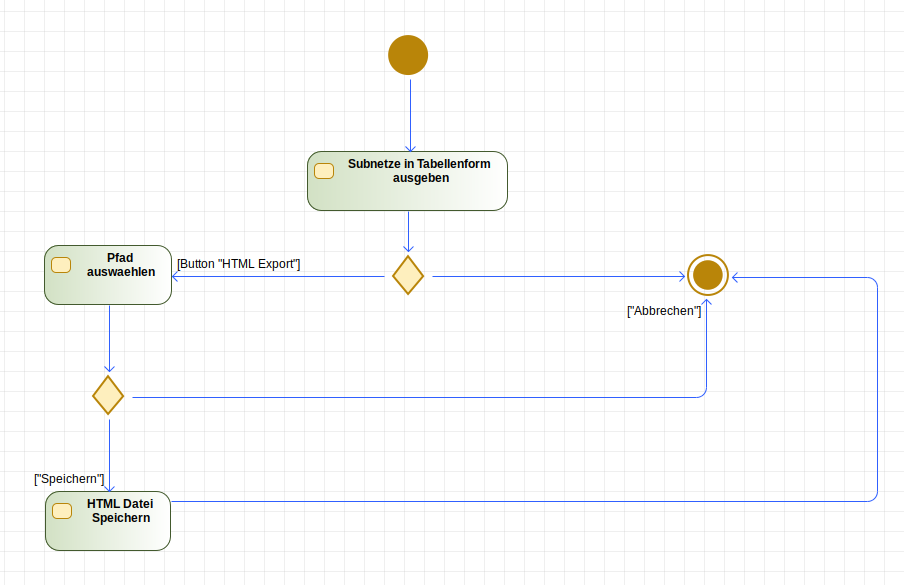 Subnetze in Tabellenform
ausgeben
Pfad
auswaehlen
[Button "HTML Export"]
["Abbrechen"]
["Speichern"]
HTML Datei
Speichern